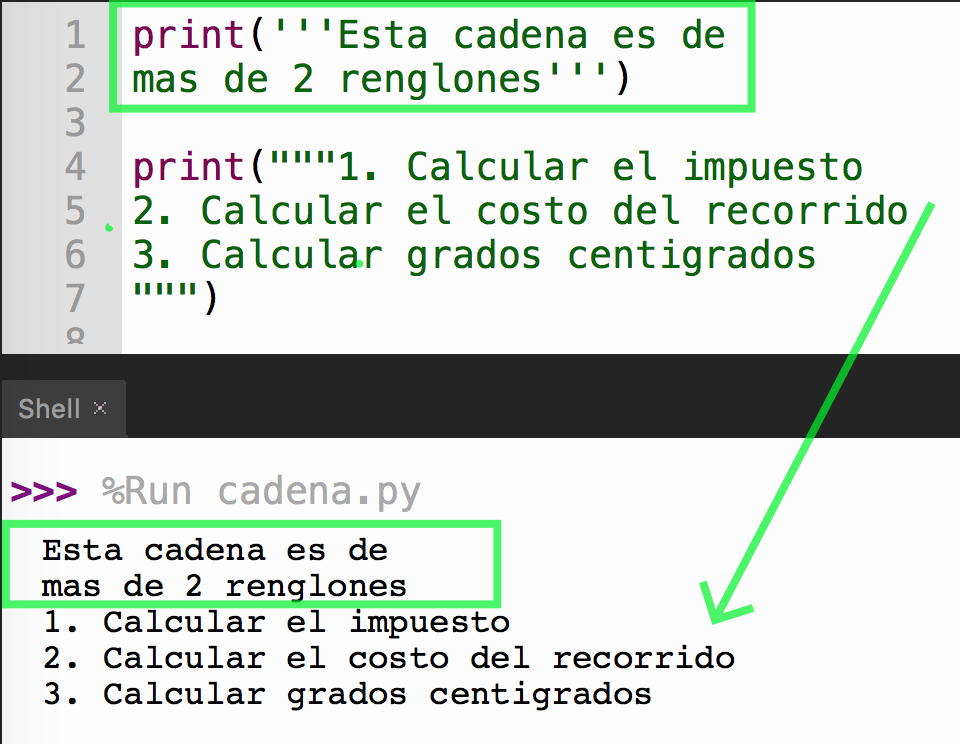 1 print('''Esta cadena es de
2 mas de 2 renglones''')
3
4 print("""1. Calcular el impuesto
5 2. Calcular el costo del recorrido
6 3. Calcular grados centigrados
7 """)
8
Shell ×
>>> %Run cadena.py
Esta cadena es de
mas de 2 renglones
1. Calcular el impuesto
2. Calcular el costo del recorrido
3. Calcular grados centigrados